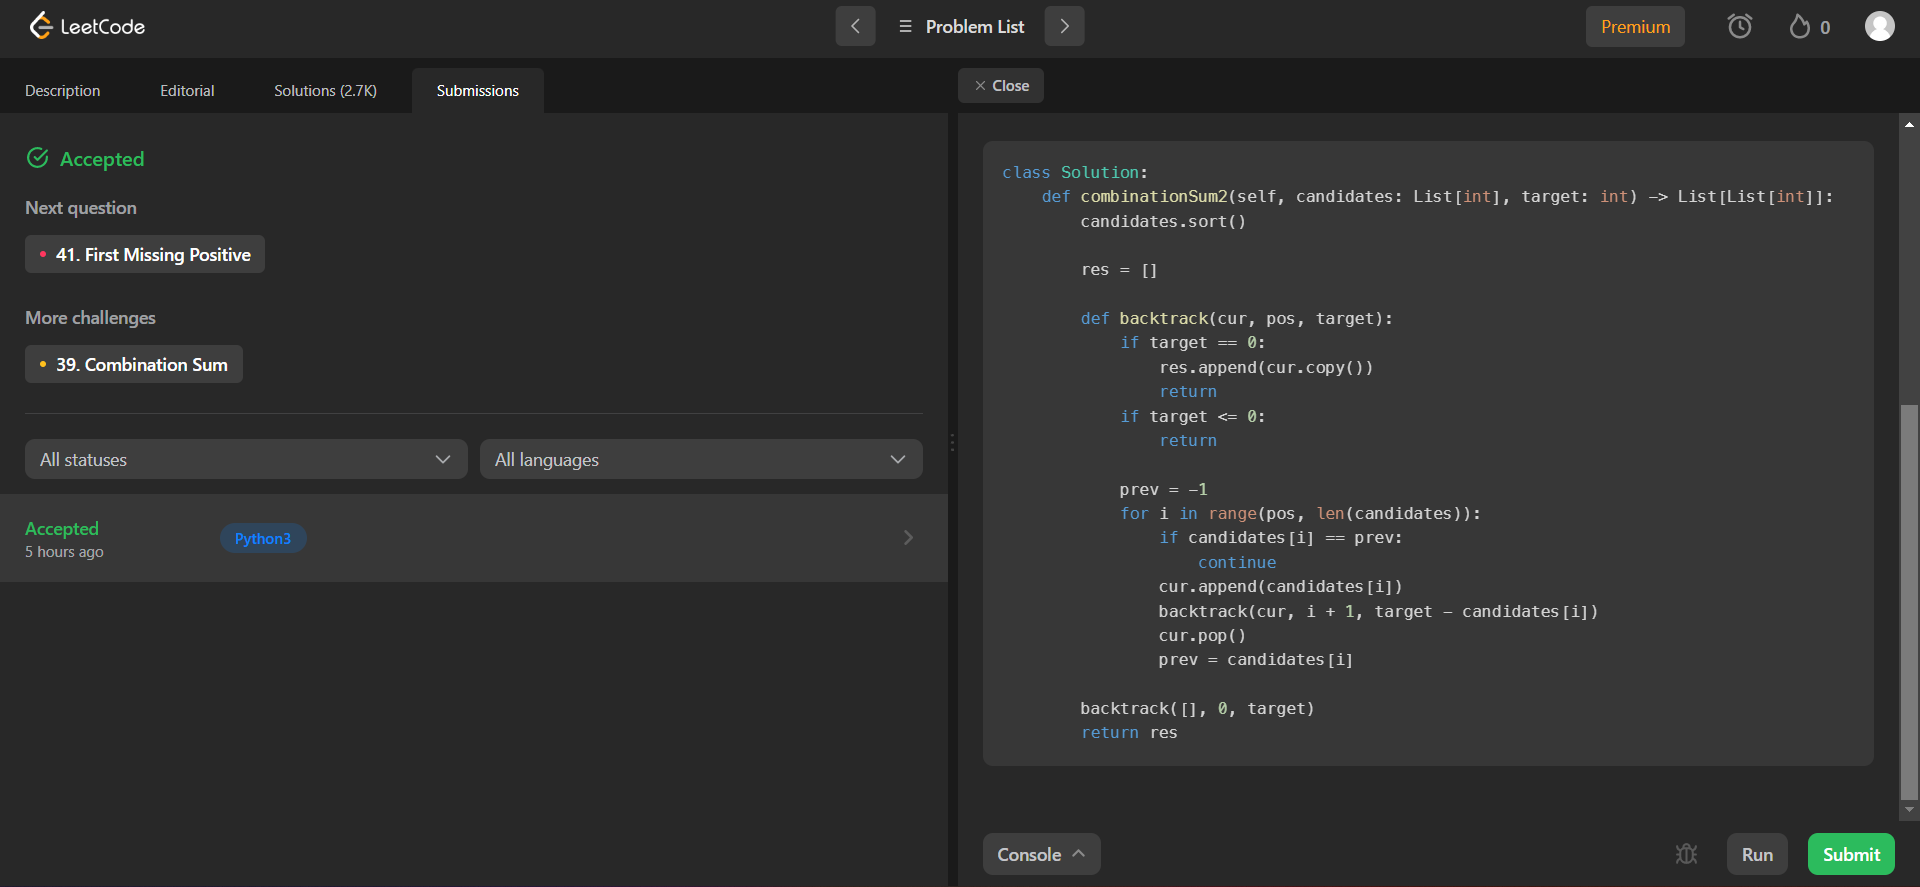 LeetCode
Problem List
Premium
0
Description
Editorial
Solutions (2.7K)
Submissions
Close
Accepted
Next question
41. First Missing Positive
More challenges
39. Combination Sum
All statuses
All languages
Accepted
5 hours ago
Python3
class Solution:
    def combinationSum2(self, candidates: List[int], target: int) -> List[List[int]]:
        candidates.sort()

        res = []

        def backtrack(cur, pos, target):
            if target == 0:
                res.append(cur.copy())
                return
            if target <= 0:
                return

            prev = -1
            for i in range(pos, len(candidates)):
                if candidates[i] == prev:
                    continue
                cur.append(candidates[i])
                backtrack(cur, i + 1, target - candidates[i])
                cur.pop()
                prev = candidates[i]

        backtrack([], 0, target)
        return res
Console
Run
Submit